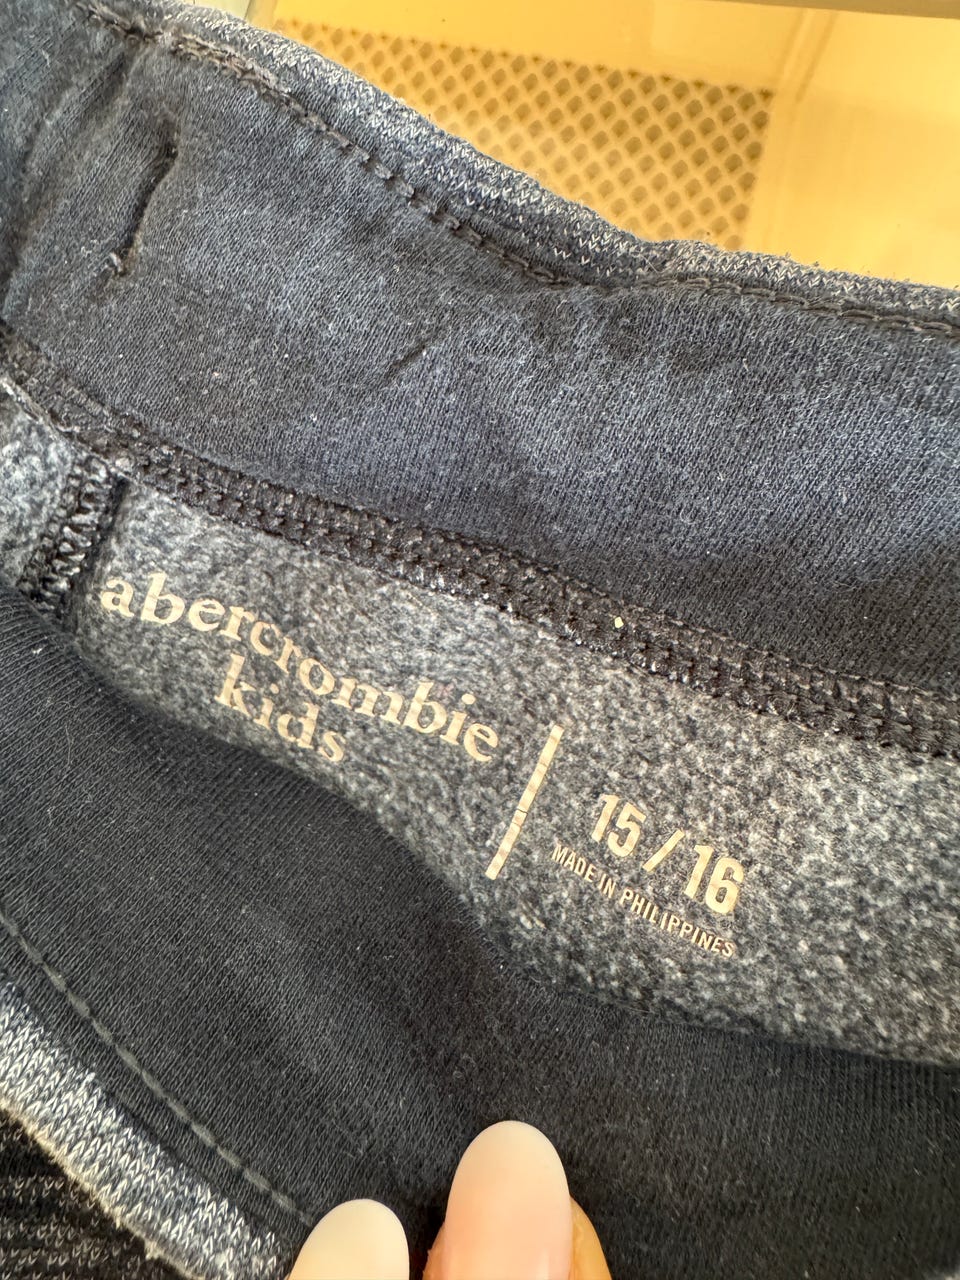 abercrombie
kids
15/16
MADE IN PHILIPPINES